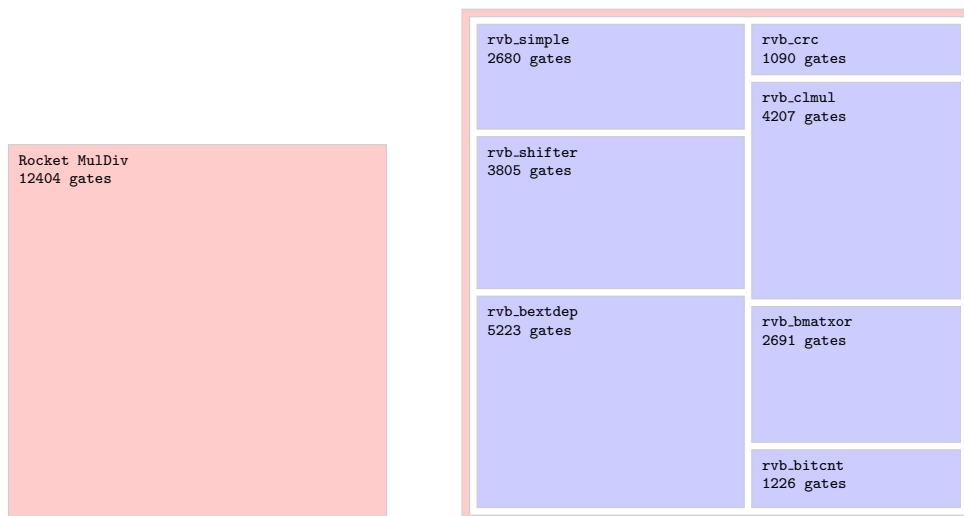 Rocket MulDiv
12404 gates
rvb_simple
2680 gates
rvb_shifter
3805 gates
rvb_bextdep
5223 gates
rvb_crc
1090 gates
rvb_clmul
4207 gates
rvb_bmatxor
2691 gates
rvb_bitcnt
1226 gates